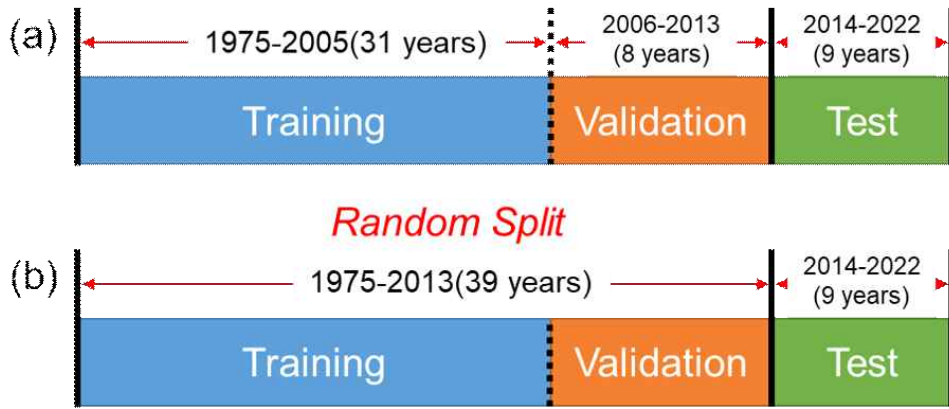 (a)
1975-2005(31 years)
2006-2013
(8 years)
2014-2022
(9 years)
Training
Validation
Test
Random Split
(b)
1975-2013(39 years)
2014-2022
(9 years)
Training
Validation
Test